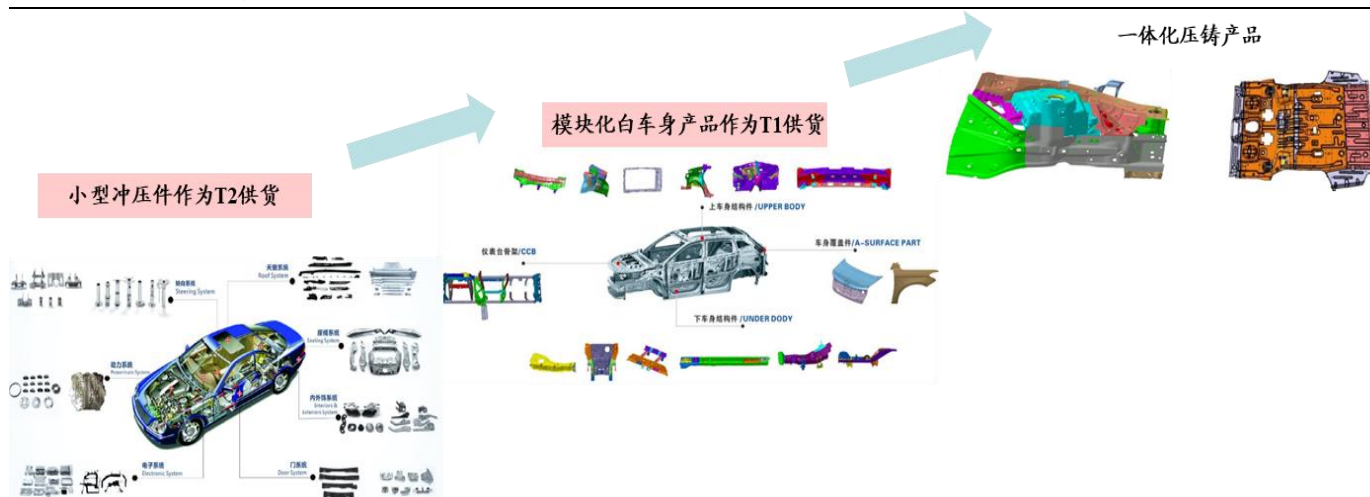 一体化压铸产品
模块化白车身产品作为T1供货
小型冲压件作为T2供货
上车身结构件 /UPPER BODY
仪表台骨架/CCB
车身覆盖件/A-SURFACE PART
下车身结构件 /UNDER DODY
天窗系统
Roof System
转向系统
Steering System
座椅系统
Seating System
动力系统
Powertrain System
内外饰系统
Interiors &
Exteriors System
电子系统
Electronic System
门系统
Door System